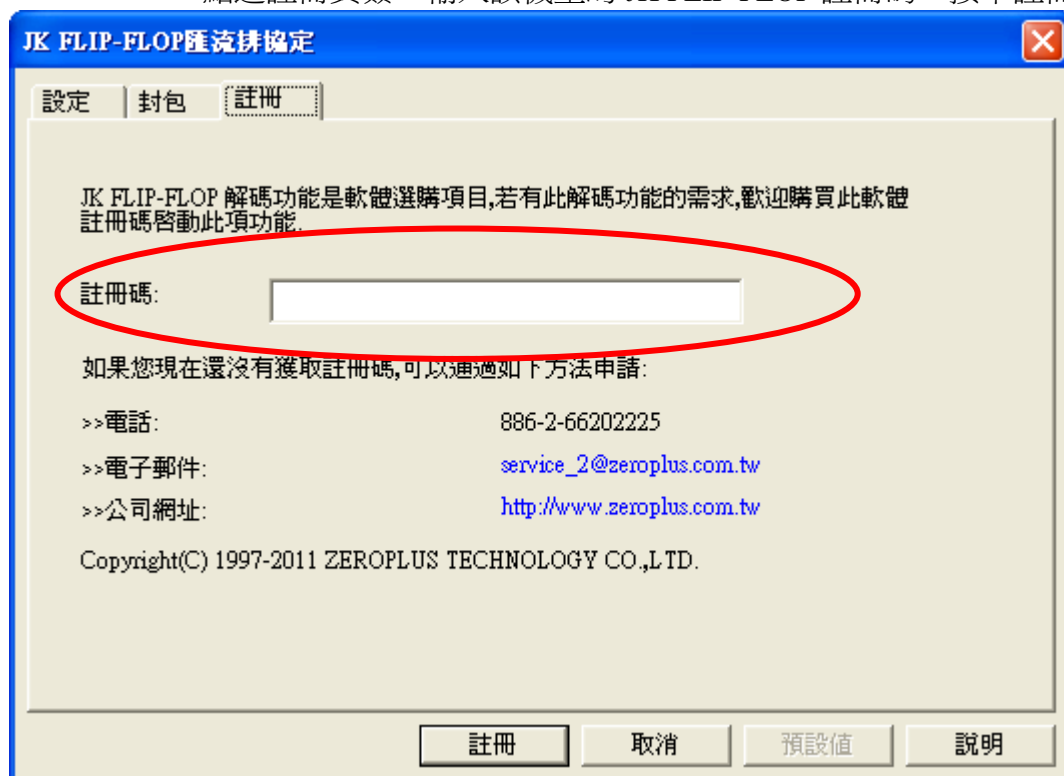 JK FLIP-FLOP匯流排協定
設定 封包 註冊
JK FLIP-FLOP 解碼功能是軟體選購項目,若有此解碼功能的需求,歡迎購買此軟體
註冊碼啓動此項功能.
註冊碼:
如果您現在還沒有獲取註冊碼,可以通過如下方法申請:
>>電話: 886-2-66202225
>>電子郵件: service_2@zeroplus.com.tw
>>公司網址: http://www.zeroplus.com.tw
Copyright(C) 1997-2011 ZEROPLUS TECHNOLOGY CO.,LTD.
註冊 取消 預設值 說明